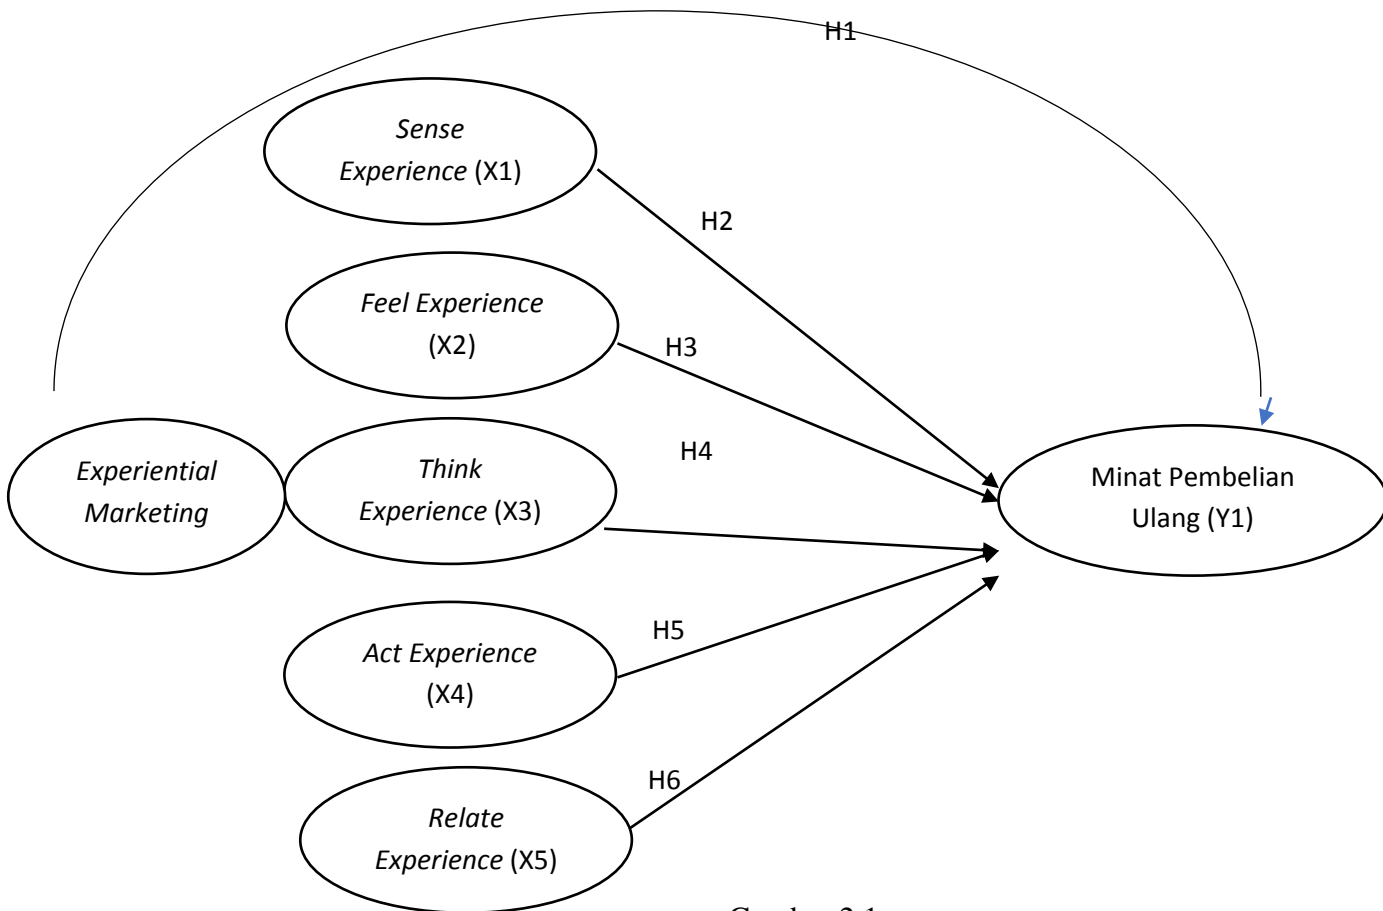 H1
Sense
Experience (X1)
H2
Feel Experience
(X2)
H3
Think
Experience (X3)
H4
Experiential
Marketing
Minat Pembelian
Ulang (Y1)
Act Experience
(X4)
H5
Relate
Experience (X5)
H6